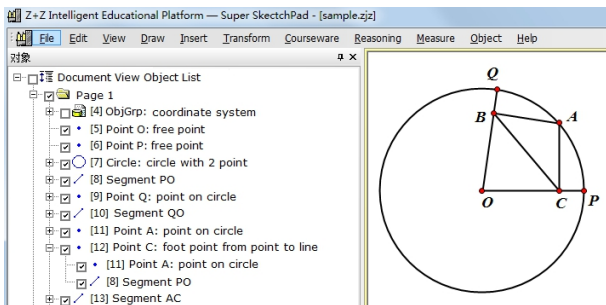 Z+Z Intelligent Educational Platform — Super SkectchPad - [sample.zjz]
File Edit View Draw Insert Transform Courseware Reasoning Measure Object Help
对象
Document View Object List
Page 1
[4] ObjGrp: coordinate system
[5] Point O: free point
[6] Point P: free point
[7] Circle: circle with 2 point
[8] Segment PO
[9] Point Q: point on circle
[10] Segment QO
[11] Point A: point on circle
[12] Point C: foot point from point to line
[11] Point A: point on circle
[8] Segment PO
[13] Segment AC
Q
B A
O C P